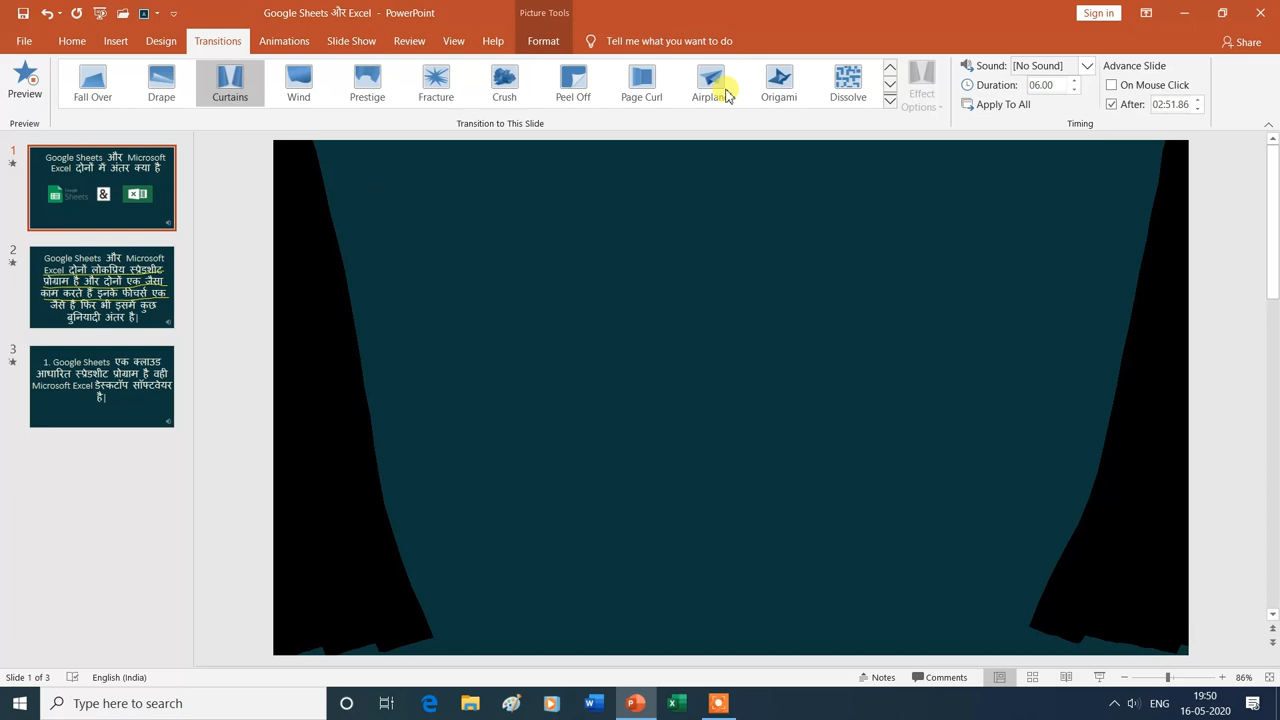 Google Sheets और Excel - PowerPoint
Picture Tools
Sign in
File Home Insert Design Transitions Animations Slide Show Review View Help Format Tell me what you want to do
Share
Preview
Fall Over Drape Curtains Wind Prestige Fracture Crush Peel Off Page Curl Airplane Origami Dissolve
Effect
Options
Sound: [No Sound]
Duration: 06.00
Apply To All
Advance Slide
On Mouse Click
After: 02:51.86
Preview
Transition to This Slide
Timing
1
Google Sheets और Microsoft
Excel दोनों में अंतर क्या है
Google
Sheets
&
2
Google Sheets और Microsoft
Excel दोनों लोकप्रिय स्प्रेडशीट
प्रोग्राम है और दोनों एक जैसा
काम करते हैं इनके फीचर्स एक
जैसे है फिर भी इसमें कुछ
बुनियादी अंतर है|
3
1. Google Sheets एक क्लाउड
आधारित स्प्रेडशीट प्रोग्राम है वही
Microsoft Excel डेस्कटॉप सॉफ्टवेयर
है|
Slide 1 of 3
English (India)
Notes
Comments
86%
Type here to search
ENG
19:50
16-05-2020